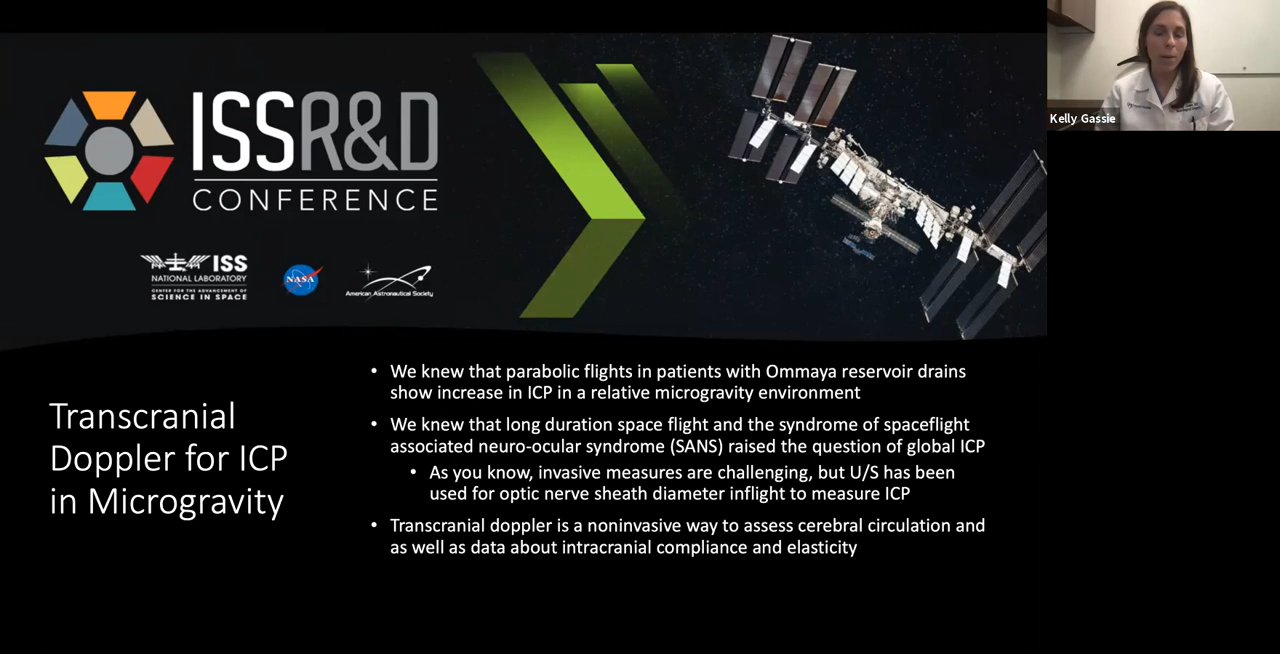 ISSR&D
CONFERENCE
ISS
NATIONAL LABORATORY
CENTER FOR THE ADVANCEMENT OF
SCIENCE IN SPACE
NASA
American Astronautical Society
Kelly Gassie
Transcranial
Doppler for ICP
in Microgravity
• We knew that parabolic flights in patients with Ommaya reservoir drains
show increase in ICP in a relative microgravity environment
• We knew that long duration space flight and the syndrome of spaceflight
associated neuro-ocular syndrome (SANS) raised the question of global ICP
• As you know, invasive measures are challenging, but U/S has been
used for optic nerve sheath diameter inflight to measure ICP
• Transcranial doppler is a noninvasive way to assess cerebral circulation and
as well as data about intracranial compliance and elasticity